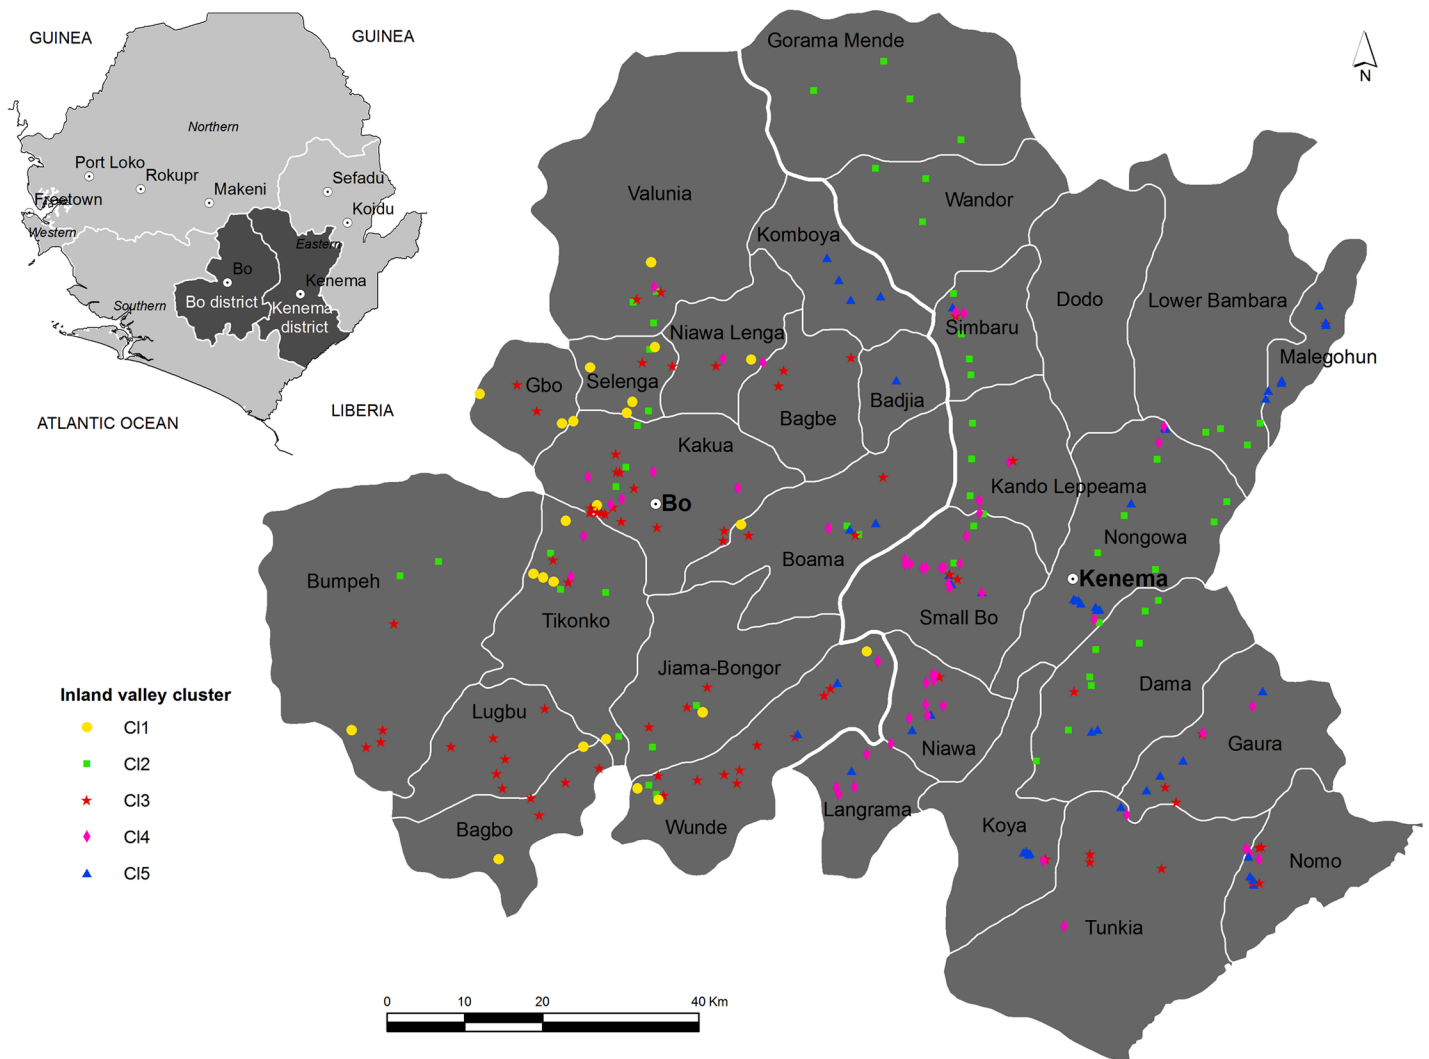 GUINEA
GUINEA
Northern
Port Loko
Rokupr
Makeni
Sefadu
Freetown
Koidu
Western
Eastern
Bo
Kenema
Bo district
Southern
Kenema
district
LIBERIA
ATLANTIC OCEAN
N
Gorama Mende
Valunia
Wandor
Komboya
Dodo
Lower Bambara
Simbaru
Niawa Lenga
Malegohun
Gbo
Selenga
Badjia
Bagbe
Kakua
Kando Leppeama
Bo
Nongowa
Boama
Bumpeh
Kenema
Tikonko
Small Bo
Jiama-Bongor
Dama
Lugbu
Gaura
Niawa
Langrama
Bagbo
Wunde
Koya
Nomo
Tunkia
Inland valley cluster
Cl1
Cl2
Cl3
Cl4
Cl5
0 10 20 40 Km